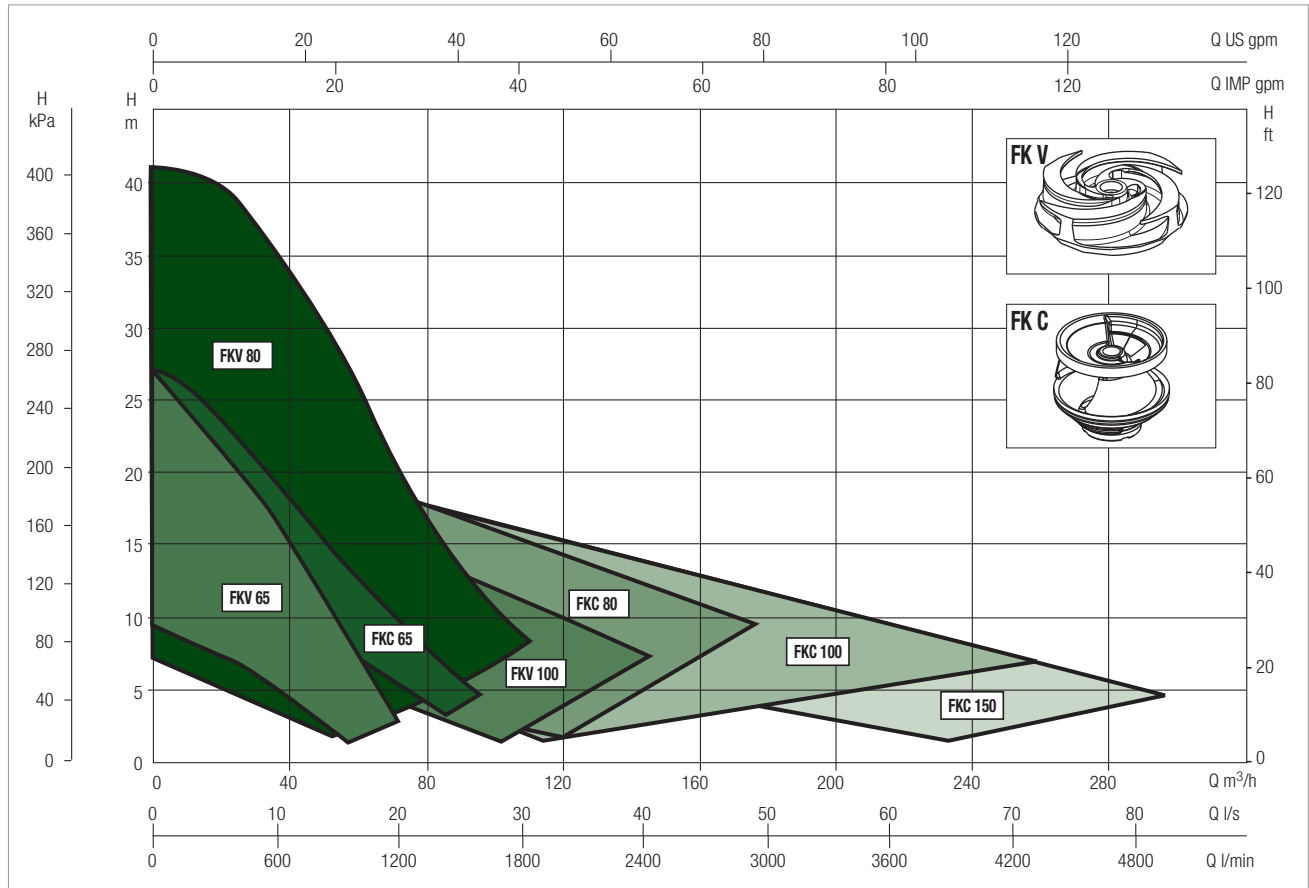 0 20 40 60 80 100 120 Q US gpm
0 20 40 60 80 120 Q IMP gpm
H kPa
H m
H ft
400
360
320
280
240
200
160
120
80
40
0
40
35
30
25
20
15
10
5
0
120
100
80
60
40
20
0
FK V
FK C
FKV 80
FKV 65
FKC 65
FKC 80
FKV 100
FKC 100
FKC 150
0 40 80 120 160 200 240 280 Q m³/h
0 10 20 30 40 50 60 70 80 Q l/s
0 600 1200 1800 2400 3000 3600 4200 4800 Q l/min